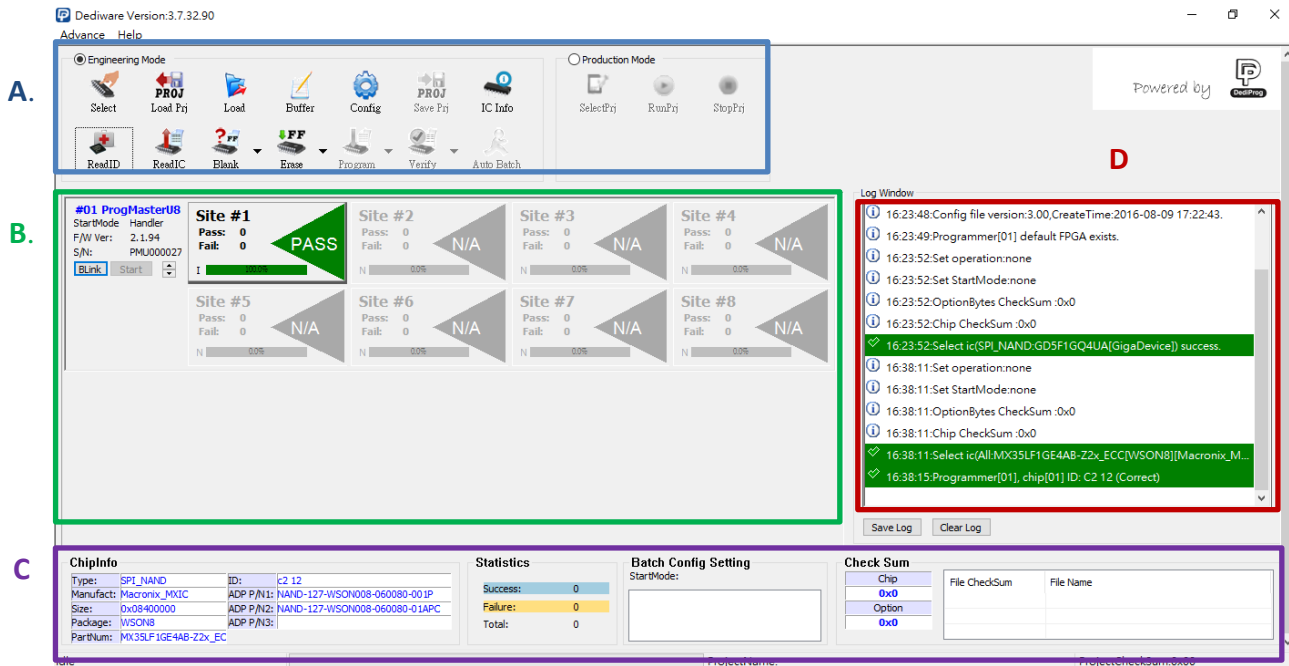 Dediware Version:3.7.32.90
Advance Help
A.
Engineering Mode
Select Load Prj Load Buffer Config Save Prj IC Info
PROJ PROJ
ReadID ReadIC Blank Erase Program Verify Auto Batch
?FF FF
Production Mode
SelectPrj RunPrj StopPrj
Powered by DediProg
D
B.
#01 ProgMasterU8
StartMode Handler
F/W Ver: 2.1.94
S/N: PMU000027
BLink Start
Site #1
Pass: 0
Fail: 0
PASS
I 100.0%
Site #2
Pass: 0
Fail: 0
N/A
N 0.0%
Site #3
Pass: 0
Fail: 0
N/A
N 0.0%
Site #4
Pass: 0
Fail: 0
N/A
N 0.0%
Site #5
Pass: 0
Fail: 0
N/A
N 0.0%
Site #6
Pass: 0
Fail: 0
N/A
N 0.0%
Site #7
Pass: 0
Fail: 0
N/A
N 0.0%
Site #8
Pass: 0
Fail: 0
N/A
N 0.0%
Log Window
16:23:48:Config file version:3.00,CreateTime:2016-08-09 17:22:43.
16:23:49:Programmer[01] default FPGA exists.
16:23:52:Set operation:none
16:23:52:Set StartMode:none
16:23:52:OptionBytes CheckSum :0x0
16:23:52:Chip CheckSum :0x0
16:23:52:Select ic(SPI_NAND:GD5F1GQ4UA[GigaDevice]) success.
16:38:11:Set operation:none
16:38:11:Set StartMode:none
16:38:11:OptionBytes CheckSum :0x0
16:38:11:Chip CheckSum :0x0
16:38:11:Select ic(All:MX35LF1GE4AB-Z2x_ECC[WSON8][Macronix_M...
16:38:15:Programmer[01], chip[01] ID: C2 12 (Correct)
Save Log Clear Log
C
ChipInfo
Type: SPI_NAND ID: c2 12
Manufact: Macronix_MXIC ADP P/N1: NAND-127-WSON008-060080-001P
Size: 0x08400000 ADP P/N2: NAND-127-WSON008-060080-01APC
Package: WSON8 ADP P/N3:
PartNum: MX35LF1GE4AB-Z2x_EC
Statistics
Success: 0
Failure: 0
Total: 0
Batch Config Setting
StartMode:
Check Sum
Chip
0x0
Option
0x0
File CheckSum File Name
Idle ProjectName: ProjectCheckSum:0x00